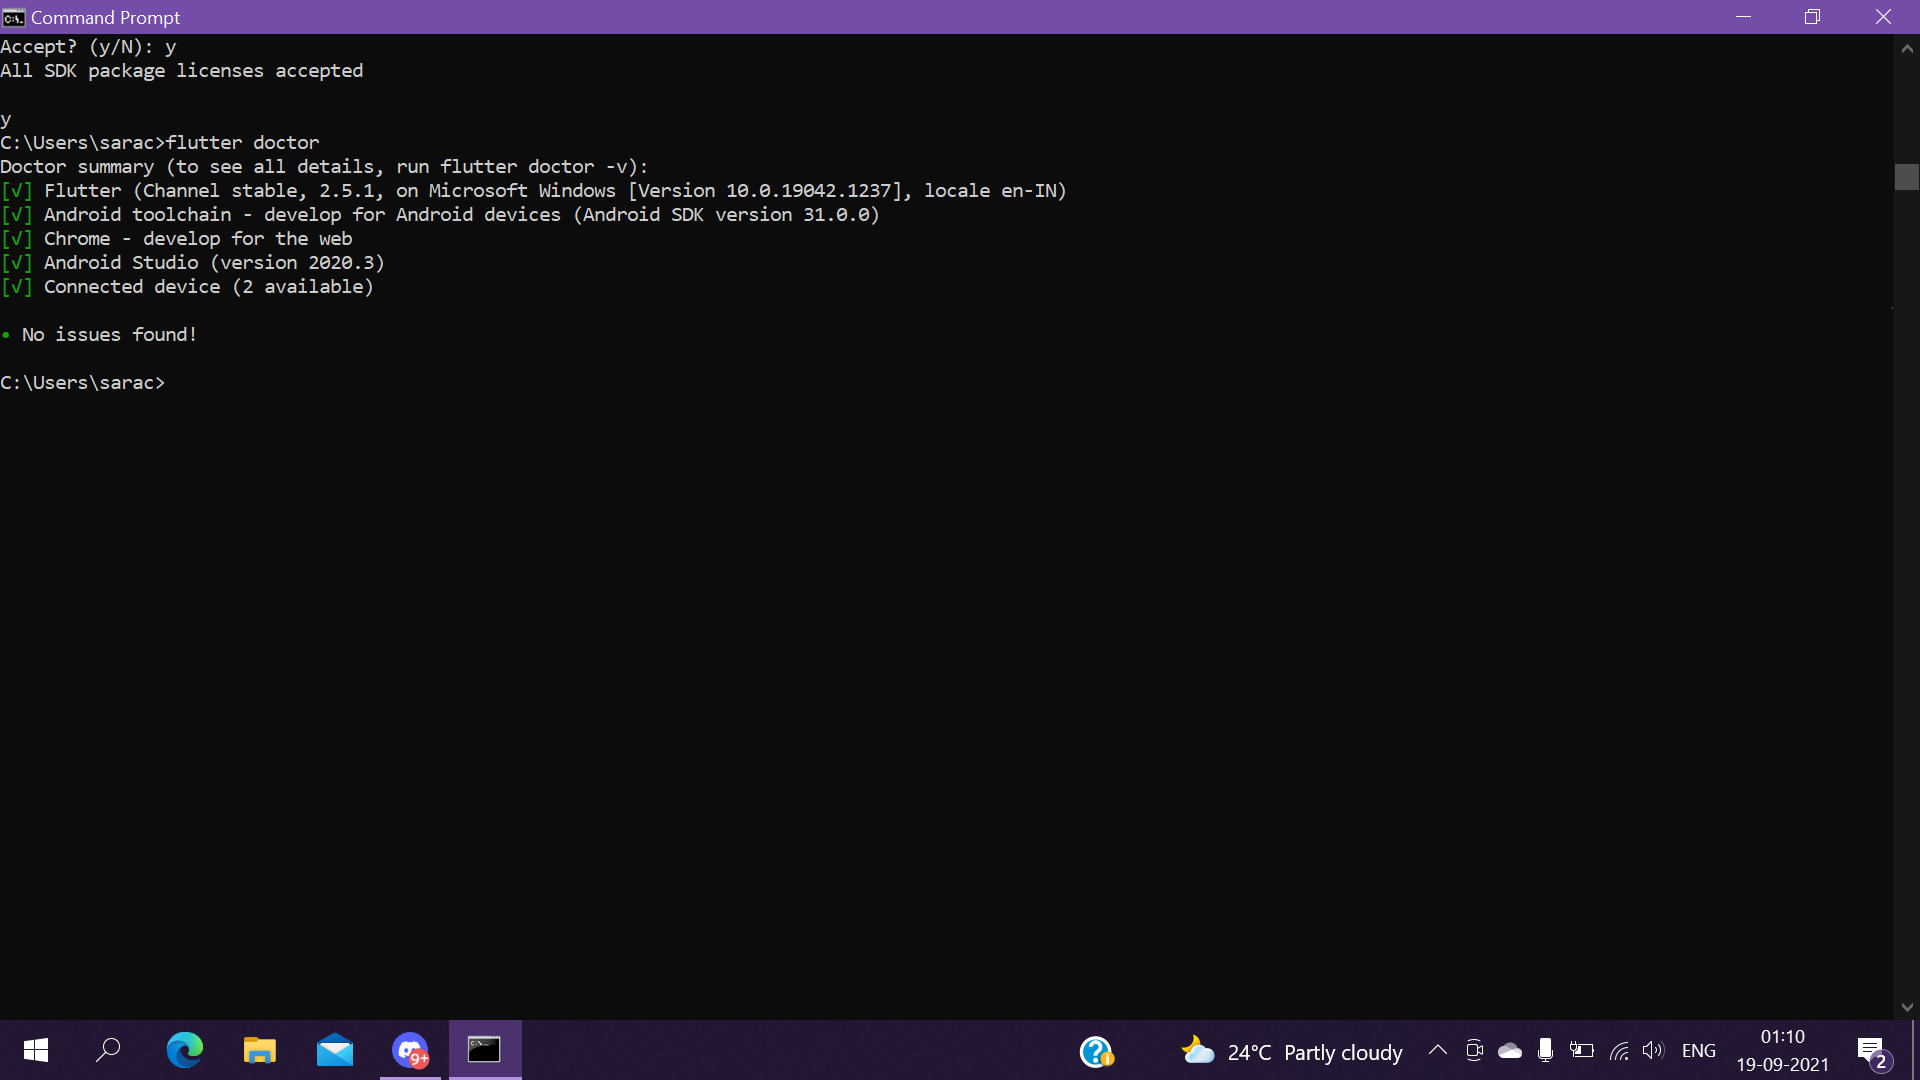 Command Prompt
Accept? (y/N): y
All SDK package licenses accepted
y
C:\Users\sarac>flutter doctor
Doctor summary (to see all details, run flutter doctor -v):
[√] Flutter (Channel stable, 2.5.1, on Microsoft Windows [Version 10.0.19042.1237], locale en-IN)
[√] Android toolchain - develop for Android devices (Android SDK version 31.0.0)
[√] Chrome - develop for the web
[√] Android Studio (version 2020.3)
[√] Connected device (2 available)
• No issues found!
C:\Users\sarac>
9+
24°C Partly cloudy
ENG
01:10
19-09-2021
2